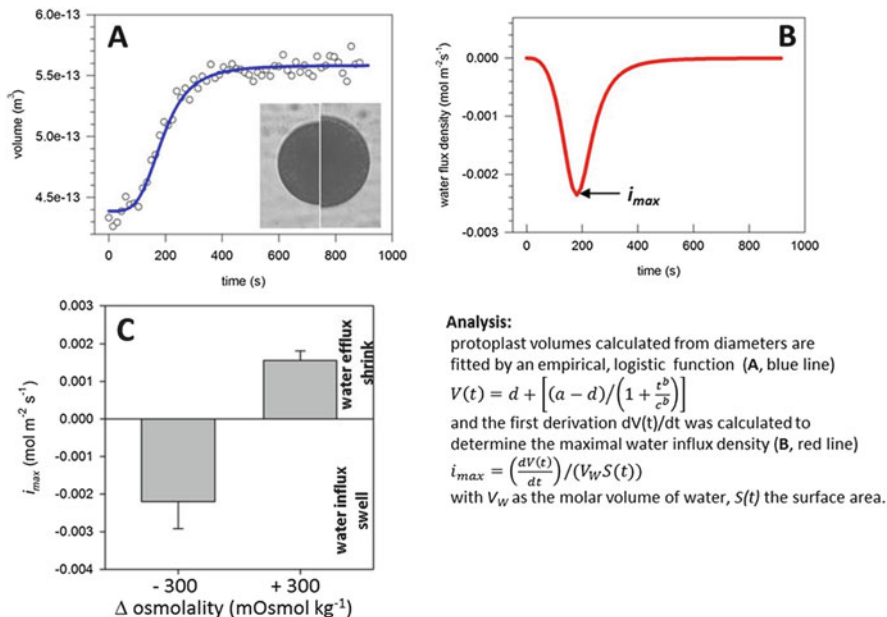 A
volume (m³)
6.0e-13
5.5e-13
5.0e-13
4.5e-13
0 200 400 600 800 1000
time (s)
B
water flux density (mol m⁻²s⁻¹)
0.000
-0.001
-0.002
-0.003
i_max
0 200 400 600 800 1000
time (s)
C
i_max (mol m⁻² s⁻¹)
0.003
0.002
0.001
0.000
-0.001
-0.002
-0.003
-0.004
water efflux
shrink
water influx
swell
- 300 + 300
Δ osmolality (mOsmol kg⁻¹)
Analysis:
protoplast volumes calculated from diameters are
fitted by an empirical, logistic function (A, blue line)
V(t) = d + [(a − d)/(1 + t^b/c^b)]
and the first derivation dV(t)/dt was calculated to
determine the maximal water influx density (B, red line)
i_max = (dV(t)/dt)/(V_W S(t))
with V_W as the molar volume of water, S(t) the surface area.